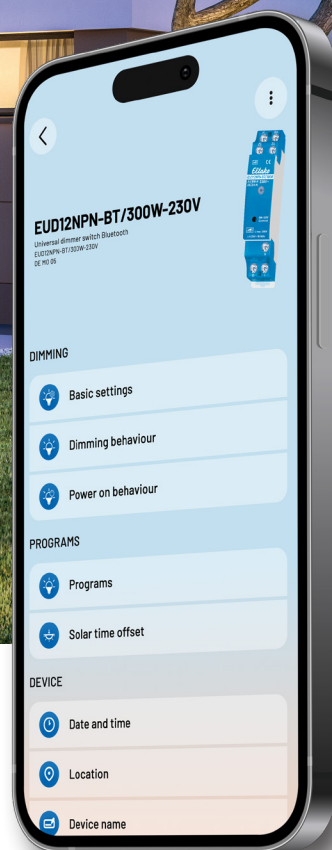 EUD12NPN-BT/300W-230V
Universal dimmer switch Bluetooth
EUD12NPN-BT/300W-230V
DE MO 05
Eltako
DIMMING
Basic settings
Dimming behaviour
Power on behaviour
PROGRAMS
Programs
Solar time offset
DEVICE
Date and time
Location
Device name